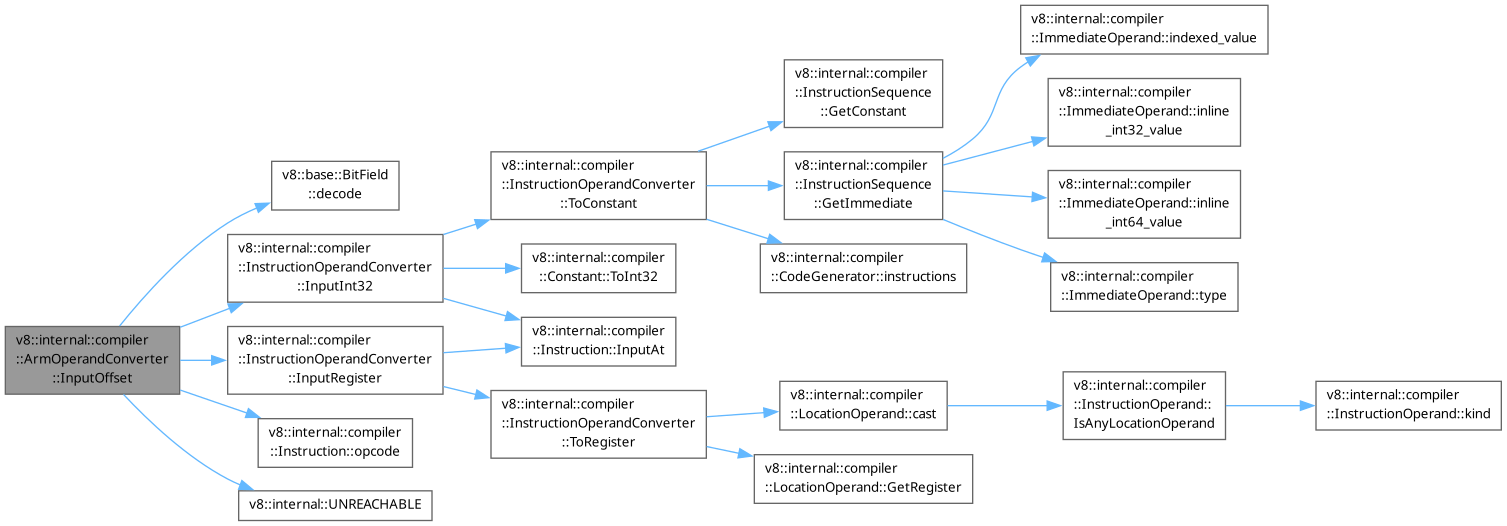 v8::internal::compiler
::ArmOperandConverter
::InputOffset
v8::base::BitField
::decode
v8::internal::compiler
::InstructionOperandConverter
::InputInt32
v8::internal::compiler
::InstructionOperandConverter
::InputRegister
v8::internal::compiler
::Instruction::opcode
v8::internal::UNREACHABLE
v8::internal::compiler
::InstructionOperandConverter
::ToConstant
v8::internal::compiler
::Constant::ToInt32
v8::internal::compiler
::Instruction::InputAt
v8::internal::compiler
::InstructionOperandConverter
::ToRegister
v8::internal::compiler
::InstructionSequence
::GetConstant
v8::internal::compiler
::InstructionSequence
::GetImmediate
v8::internal::compiler
::CodeGenerator::instructions
v8::internal::compiler
::LocationOperand::cast
v8::internal::compiler
::LocationOperand::GetRegister
v8::internal::compiler
::ImmediateOperand::indexed_value
v8::internal::compiler
::ImmediateOperand::inline
_int32_value
v8::internal::compiler
::ImmediateOperand::inline
_int64_value
v8::internal::compiler
::ImmediateOperand::type
v8::internal::compiler
::InstructionOperand::
IsAnyLocationOperand
v8::internal::compiler
::InstructionOperand::kind